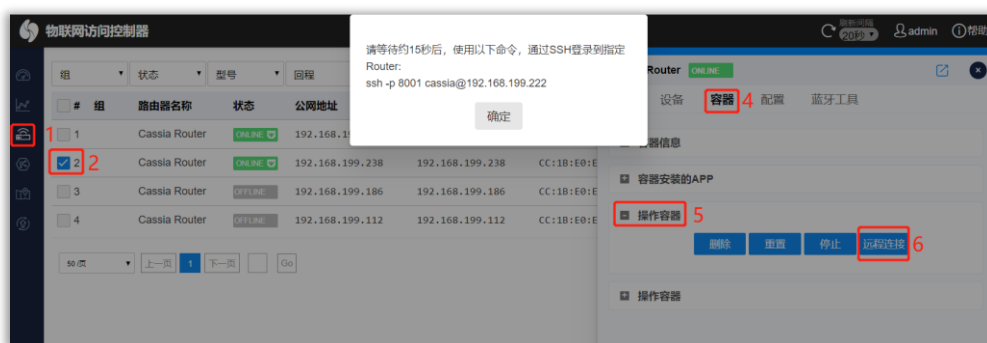 物联网访问控制器
刷新间隔
20秒
admin
帮助
请等待约15秒后，使用以下命令，通过SSH登录到指定
Router:
ssh -p 8001 cassia@192.168.199.222
确定
组 状态 型号 回程
# 组 路由器名称 状态 公网地址
1 Cassia Router ONLINE 192.168.19
2 Cassia Router ONLINE 192.168.199.238 192.168.199.238 CC:1B:E0:E
3 Cassia Router OFFLINE 192.168.199.186 192.168.199.186 CC:1B:E0:E
4 Cassia Router OFFLINE 192.168.199.112 192.168.199.112 CC:1B:E0:E
50 /页 上一页 1 下一页 Go
Router ONLINE
设备 容器 4 配置 蓝牙工具
器信息
容器安装的APP
操作容器 5
删除 重置 停止 远程连接 6
操作容器
1
2